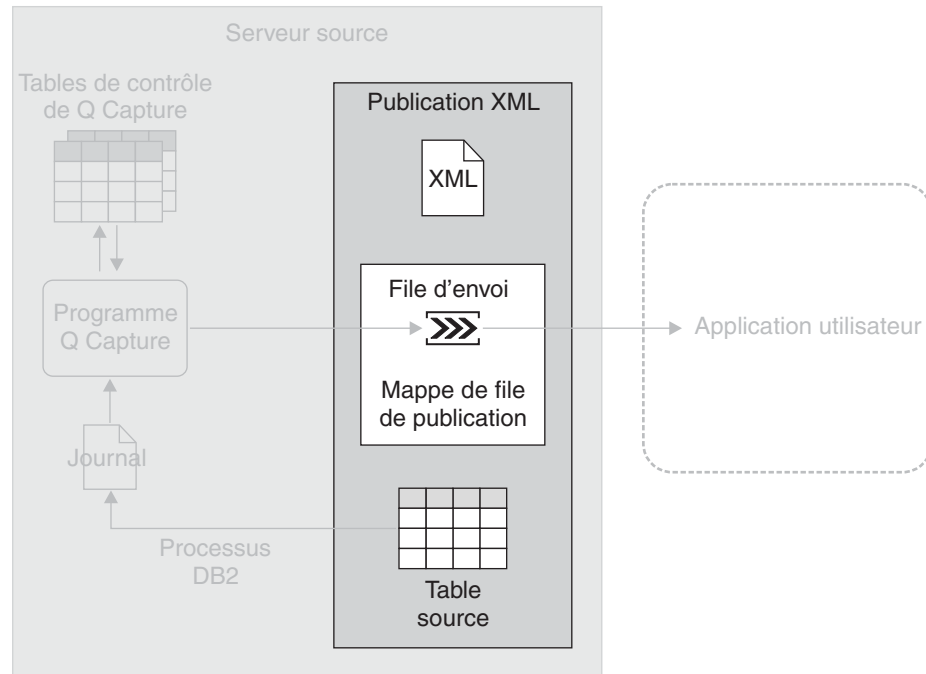 Serveur source
Tables de contrôle
de Q Capture
Publication XML
XML
File d'envoi
Programme
Q Capture
Application utilisateur
Mappe de file
de publication
Journal
Processus
DB2
Table
source